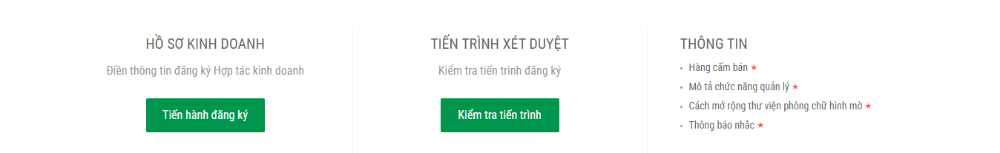 HỒ SƠ KINH DOANH
Điền thông tin đăng ký Hợp tác kinh doanh
Tiến hành đăng ký
TIẾN TRÌNH XÉT DUYỆT
Kiểm tra tiến trình đăng ký
Kiểm tra tiến trình
THÔNG TIN
Hàng cấm bán
Mô tả chức năng quản lý
Cách mở rộng thư viện phông chữ hình mờ
Thông báo nhắc